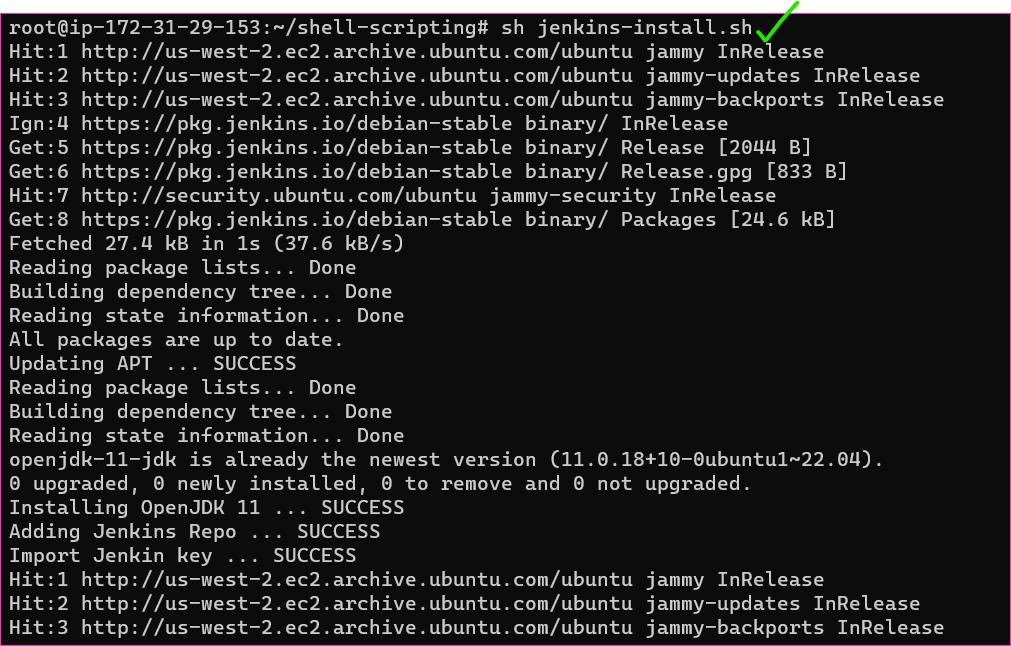 root@ip-172-31-29-153:~/shell-scripting# sh jenkins-install.sh
Hit:1 http://us-west-2.ec2.archive.ubuntu.com/ubuntu jammy InRelease
Hit:2 http://us-west-2.ec2.archive.ubuntu.com/ubuntu jammy-updates InRelease
Hit:3 http://us-west-2.ec2.archive.ubuntu.com/ubuntu jammy-backports InRelease
Ign:4 https://pkg.jenkins.io/debian-stable binary/ InRelease
Get:5 https://pkg.jenkins.io/debian-stable binary/ Release [2044 B]
Get:6 https://pkg.jenkins.io/debian-stable binary/ Release.gpg [833 B]
Hit:7 http://security.ubuntu.com/ubuntu jammy-security InRelease
Get:8 https://pkg.jenkins.io/debian-stable binary/ Packages [24.6 kB]
Fetched 27.4 kB in 1s (37.6 kB/s)
Reading package lists... Done
Building dependency tree... Done
Reading state information... Done
All packages are up to date.
Updating APT ... SUCCESS
Reading package lists... Done
Building dependency tree... Done
Reading state information... Done
openjdk-11-jdk is already the newest version (11.0.18+10-0ubuntu1~22.04).
0 upgraded, 0 newly installed, 0 to remove and 0 not upgraded.
Installing OpenJDK 11 ... SUCCESS
Adding Jenkins Repo ... SUCCESS
Import Jenkin key ... SUCCESS
Hit:1 http://us-west-2.ec2.archive.ubuntu.com/ubuntu jammy InRelease
Hit:2 http://us-west-2.ec2.archive.ubuntu.com/ubuntu jammy-updates InRelease
Hit:3 http://us-west-2.ec2.archive.ubuntu.com/ubuntu jammy-backports InRelease